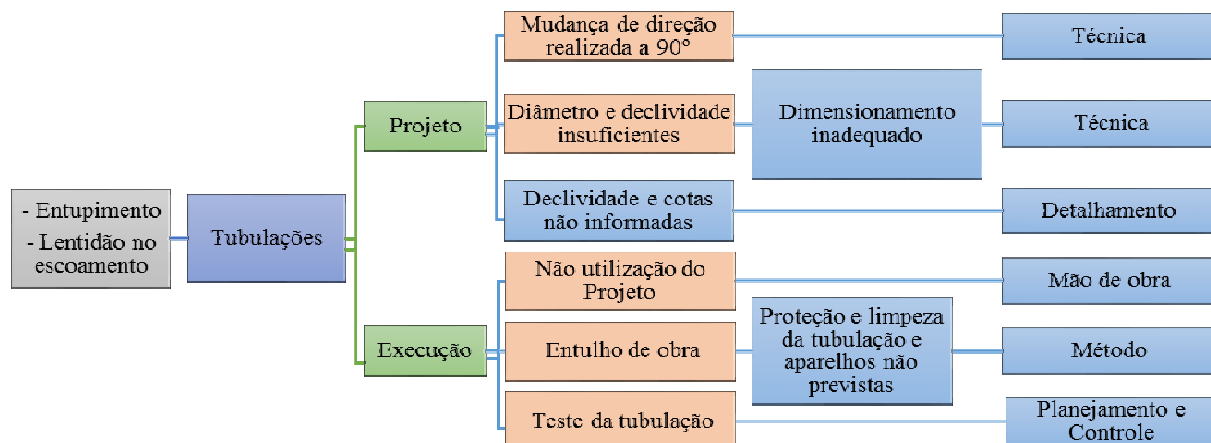 - Entupimento
- Lentidão no
escoamento
Tubulações
Projeto
Mudança de direção
realizada a 90°
Técnica
Diâmetro e declividade
insuficientes
Dimensionamento
inadequado
Técnica
Declividade e cotas
não informadas
Detalhamento
Execução
Não utilização do
Projeto
Mão de obra
Entulho de obra
Proteção e limpeza
da tubulação e
aparelhos não
previstas
Método
Teste da tubulação
Planejamento e
Controle